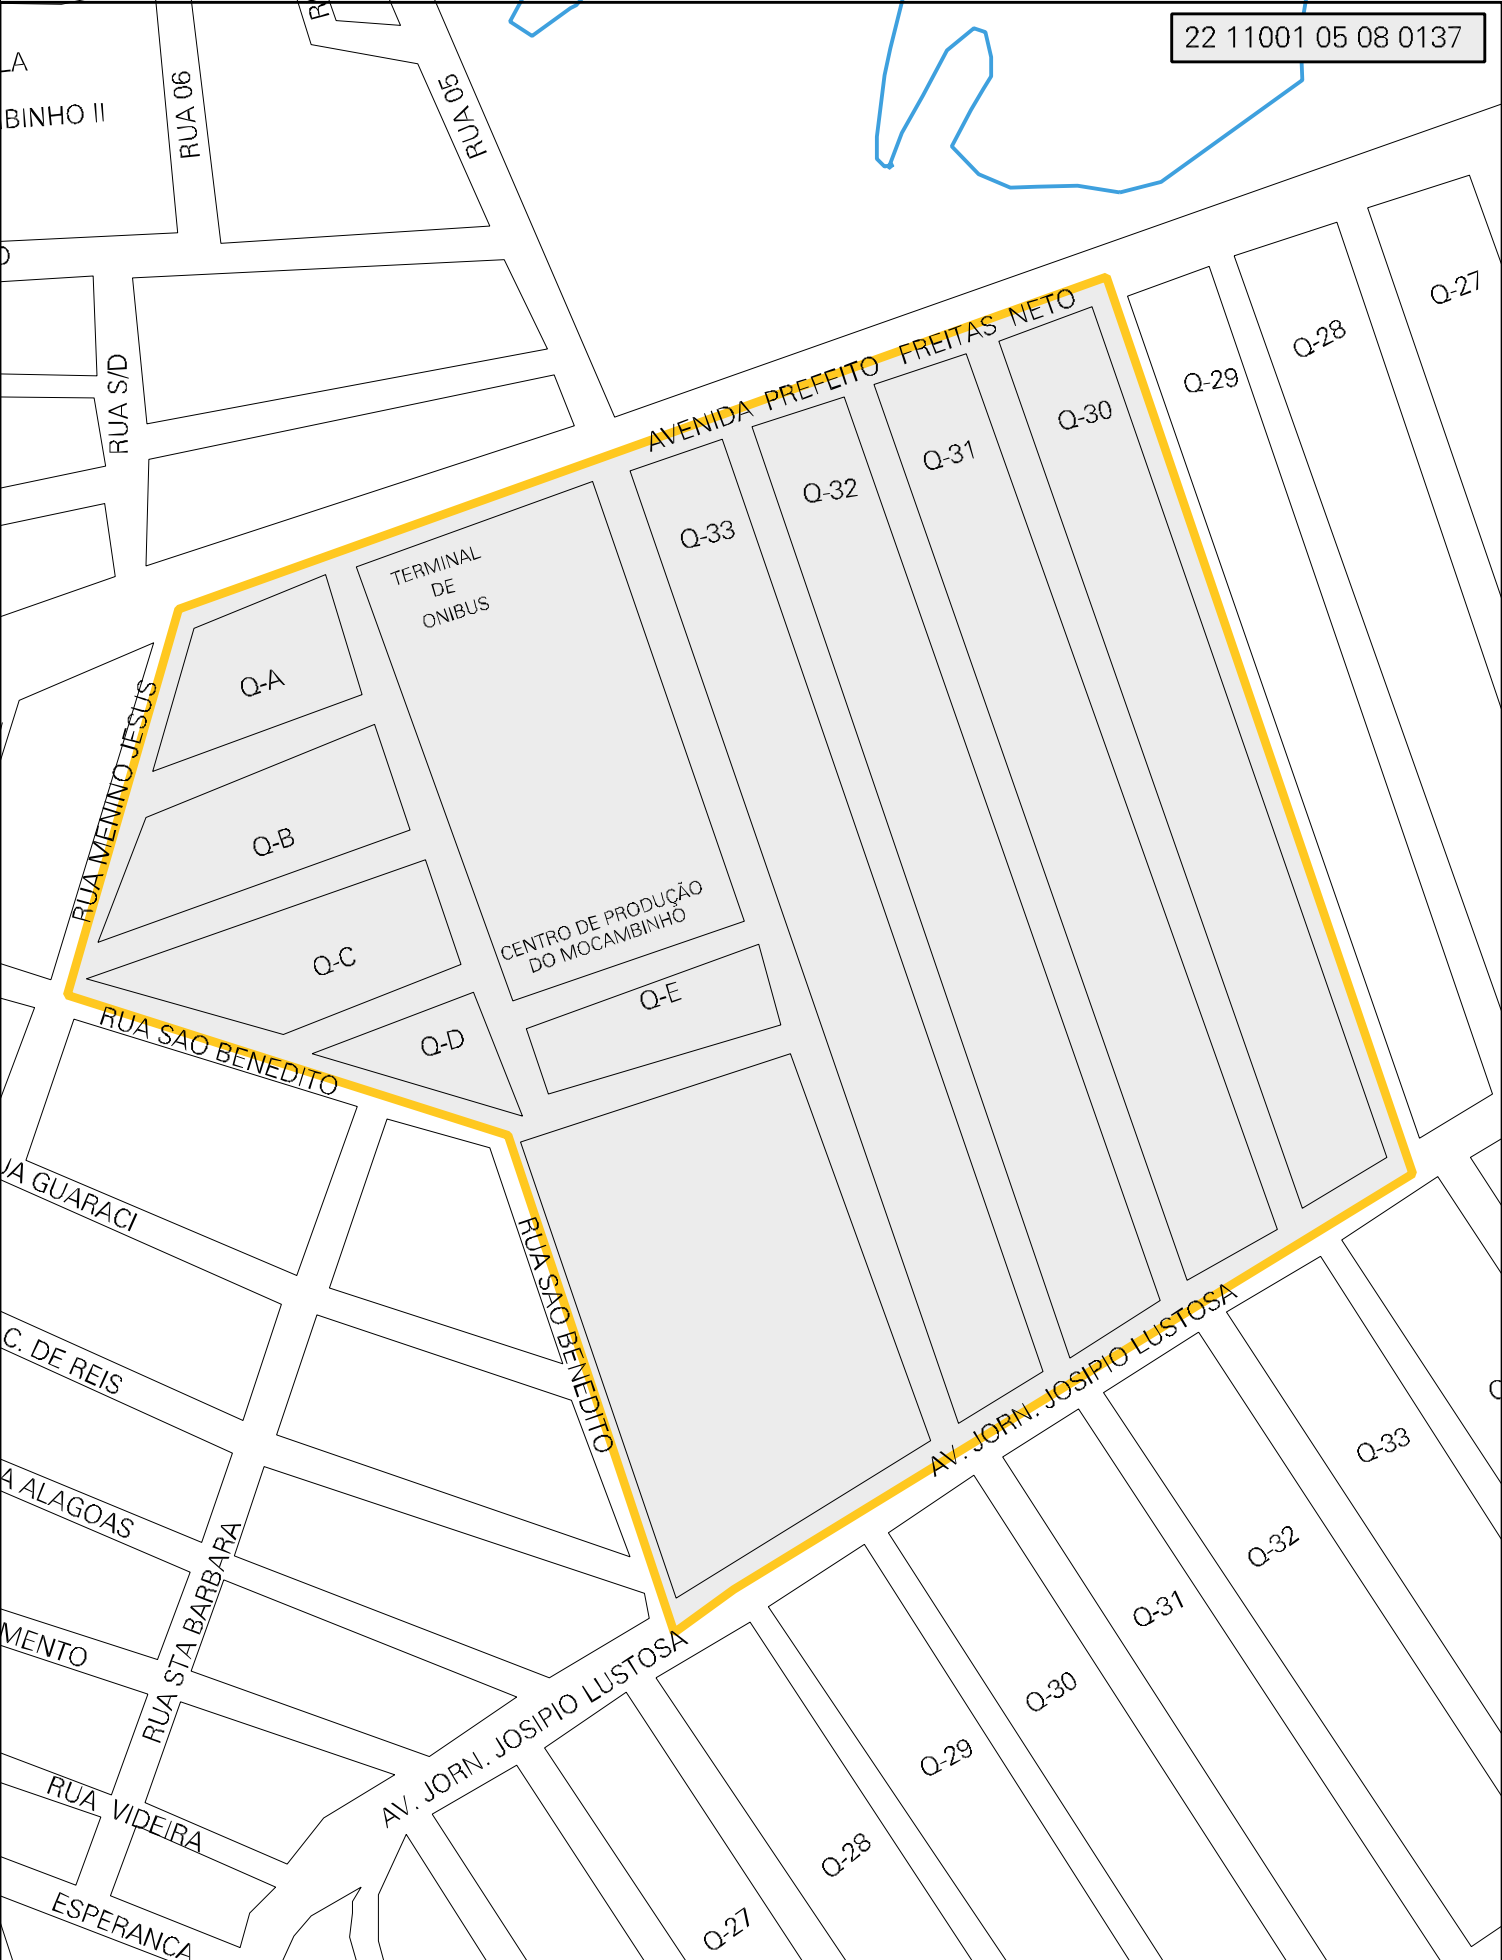 22 11001 05 08 0137
LA
BINHO II
RUA 06
RUA 05
RUA S/D
Q-27
Q-28
Q-29
AVENIDA PREFEITO FREITAS NETO
Q-30
Q-31
Q-32
Q-33
TERMINAL
DE
ONIBUS
Q-A
RUA MENINO JESUS
Q-B
CENTRO DE PRODUÇÃO
DO MOCAMBINHO
Q-C
Q-E
Q-D
RUA SAO BENEDITO
UA GUARACI
RUA SAO BENEDITO
C. DE REIS
AV. JORN. JOSIPIO LUSTOSA
Q-33
A ALAGOAS
Q-32
RUA STA BARBARA
Q-31
MENTO
Q-30
AV. JORN. JOSIPIO LUSTOSA
Q-29
RUA VIDEIRA
Q-28
ESPERANCA
Q-27